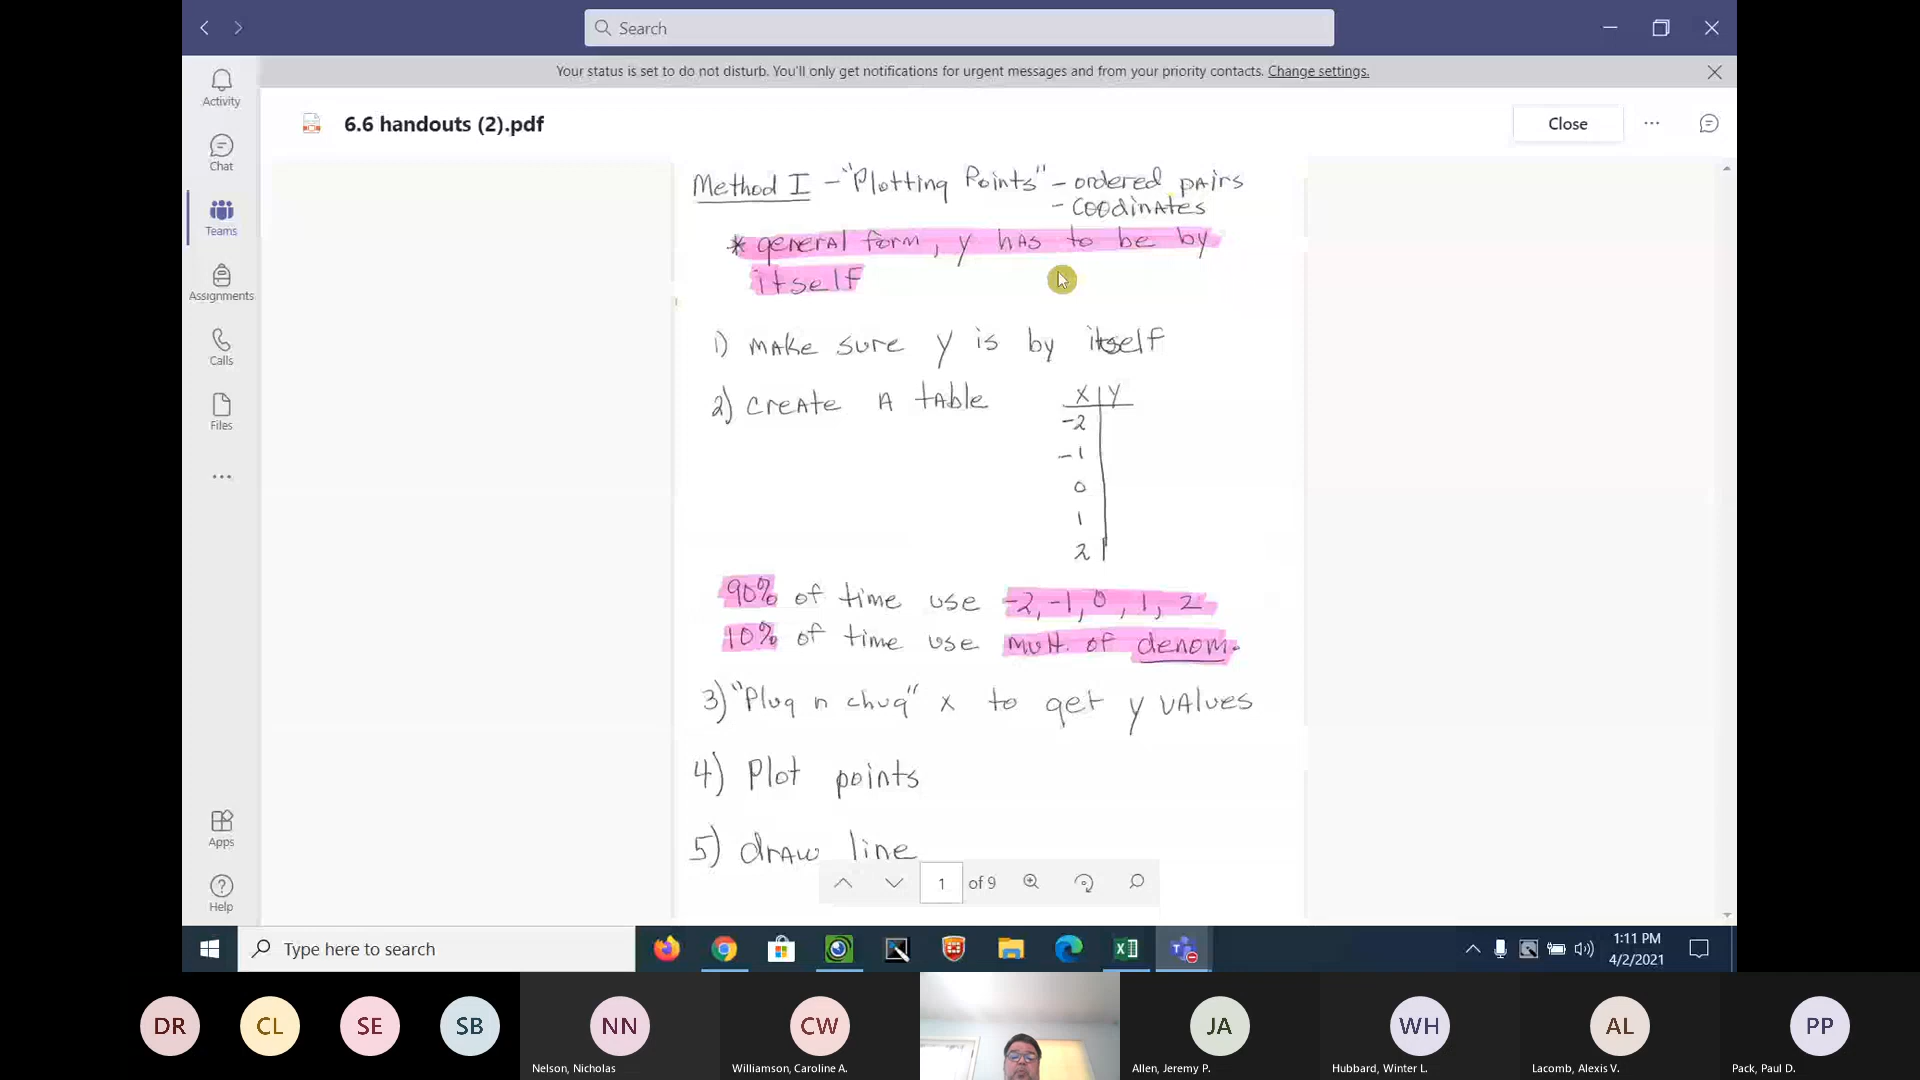 Search
Your status is set to do not disturb. You'll only get notifications for urgent messages and from your priority contacts. Change settings.
Activity
Chat
Teams
Assignments
Calls
Files
Apps
Help
6.6 handouts (2).pdf
Close
Method I - "Plotting Points" - ordered pairs
- coodinates
* general form, y has to be by
itself
1) make sure y is by itself
2) create a table
X Y
-2
-1
0
1
2
90% of time use -2, -1, 0, 1, 2
10% of time use mult. of denom.
3) "Plug n chug" x to get y values
4) Plot points
5) draw line
1 of 9
Type here to search
1:11 PM
4/2/2021
DR
CL
SE
SB
NN
Nelson, Nicholas
CW
Williamson, Caroline A.
JA
Allen, Jeremy P.
WH
Hubbard, Winter L.
AL
Lacomb, Alexis V.
PP
Pack, Paul D.